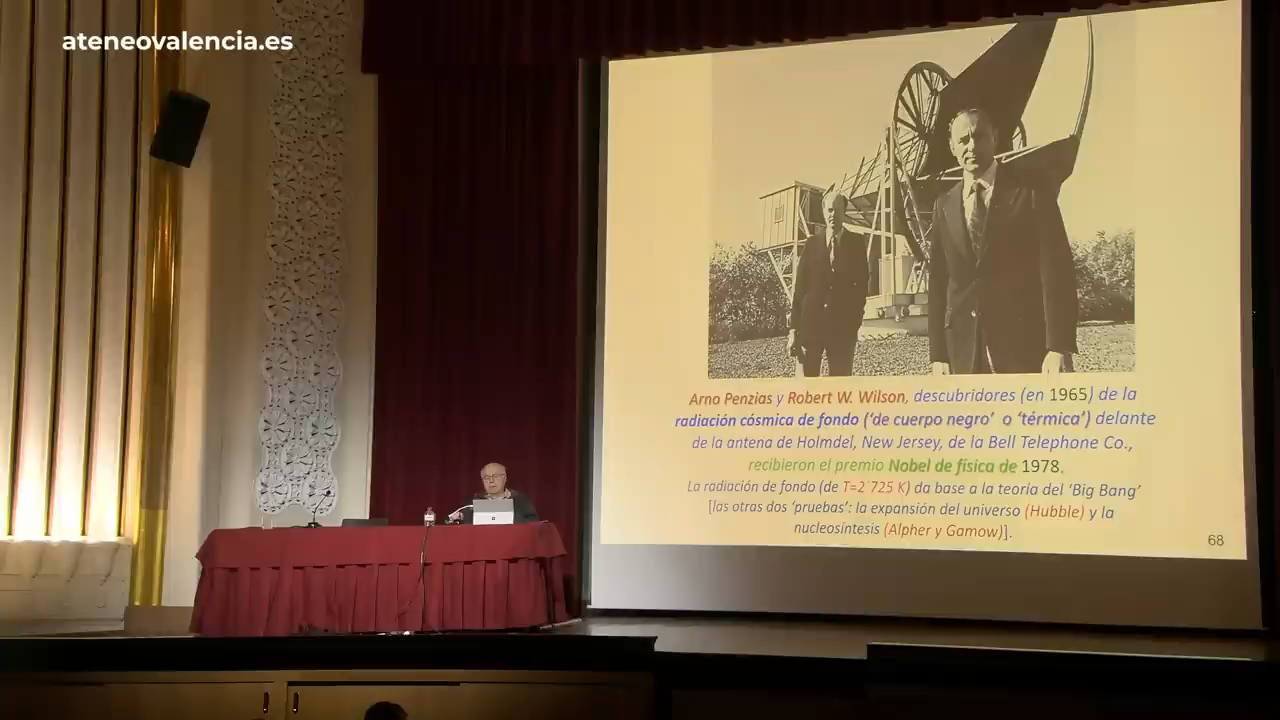 ateneovalencia.es
Arno Penzias y Robert W. Wilson, descubridores (en 1965) de la
radiación cósmica de fondo (‘de cuerpo negro’ o ‘térmica’) delante
de la antena de Holmdel, New Jersey, de la Bell Telephone Co.,
recibieron el premio Nobel de física de 1978.
La radiación de fondo (de T=2´725 K) da base a la teoría del ‘Big Bang’
[las otras dos ‘pruebas’: la expansión del universo (Hubble) y la
nucleosíntesis (Alpher y Gamow)].
68